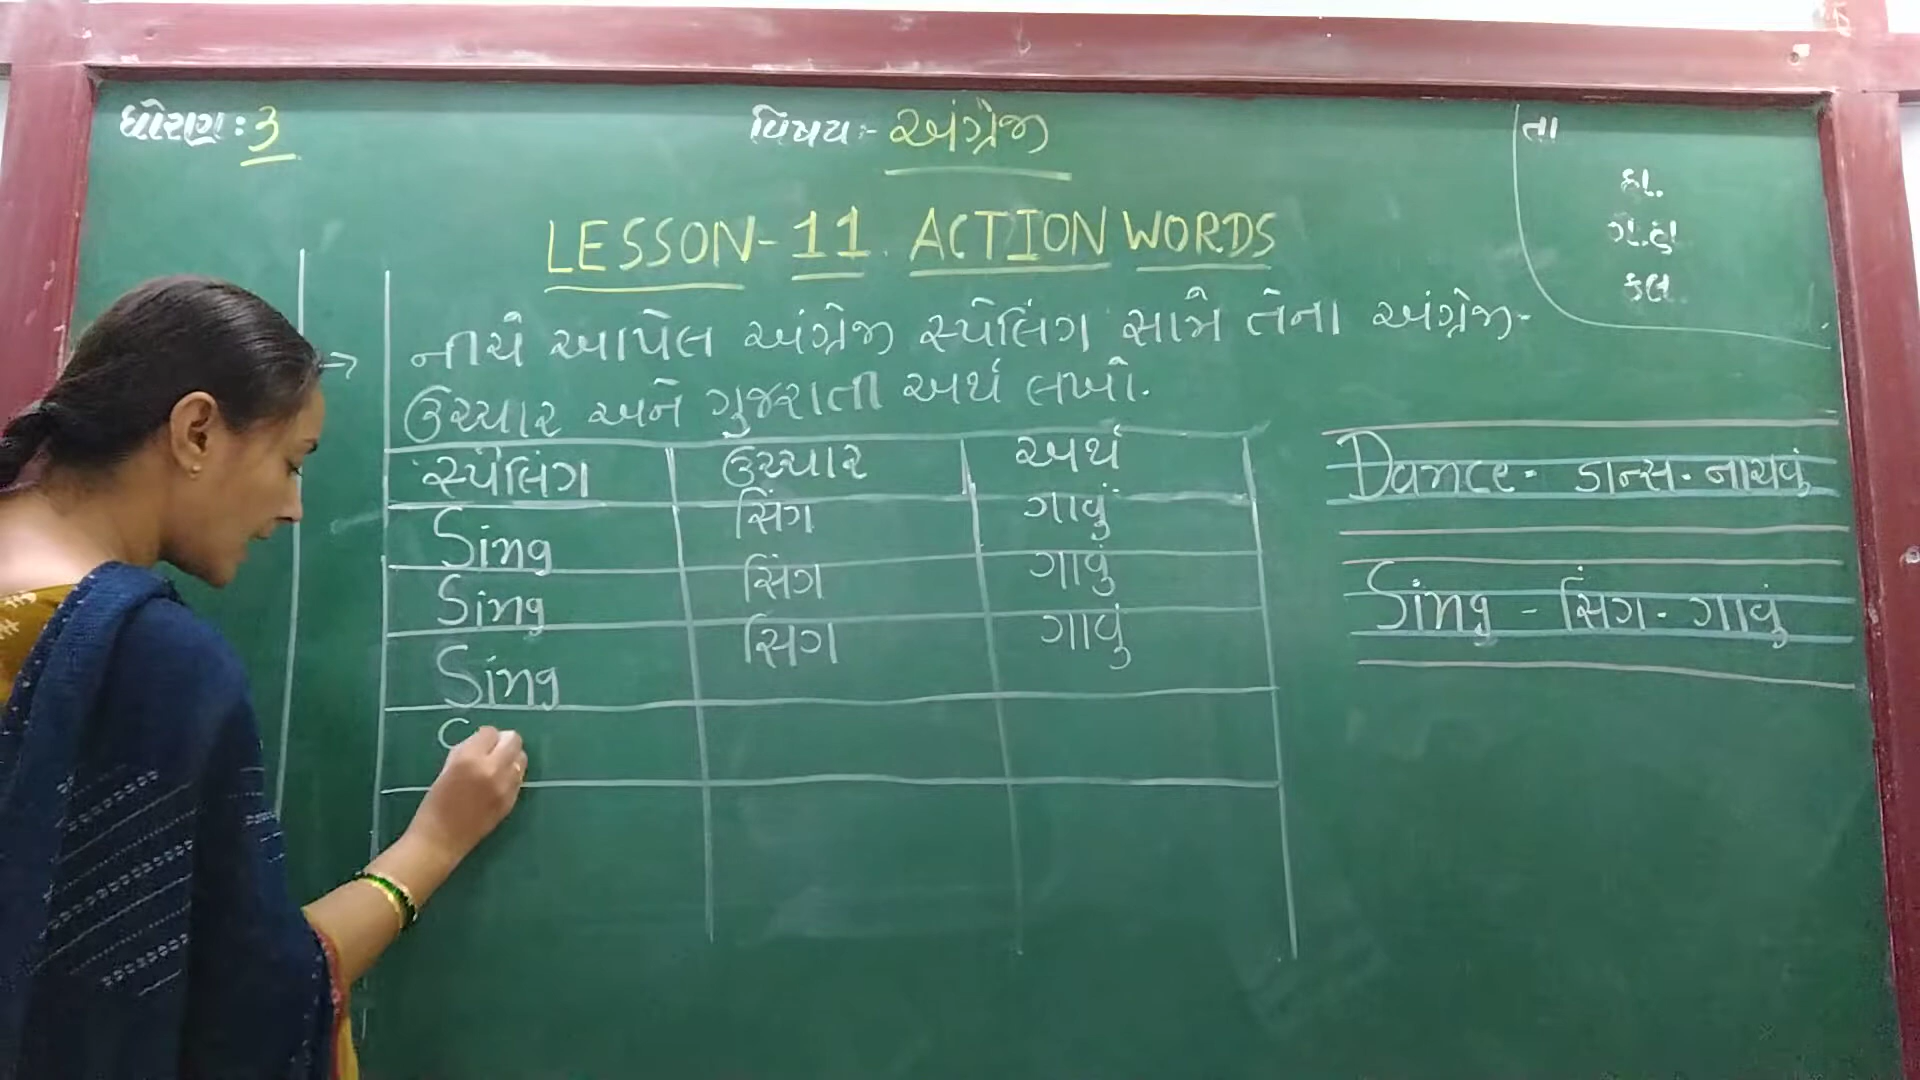 ધોરણ: 3
વિષય:- અંગ્રેજી
તા
કા.
ગે.હા
કલ
LESSON-11. ACTION WORDS
→ નીચે આપેલ અંગ્રેજી સ્પેલિંગ સામે તેના અંગ્રેજી-
ઉચ્ચાર અને ગુજરાતી અર્થ લખો.
સ્પેલિંગ ઉચ્ચાર અર્થ
Sing સિંગ ગાવું
Sing સિંગ ગાવું
Sing સિંગ ગાવું
Dance - ડાન્સ - નાચવું
Sing - સિંગ - ગાવું